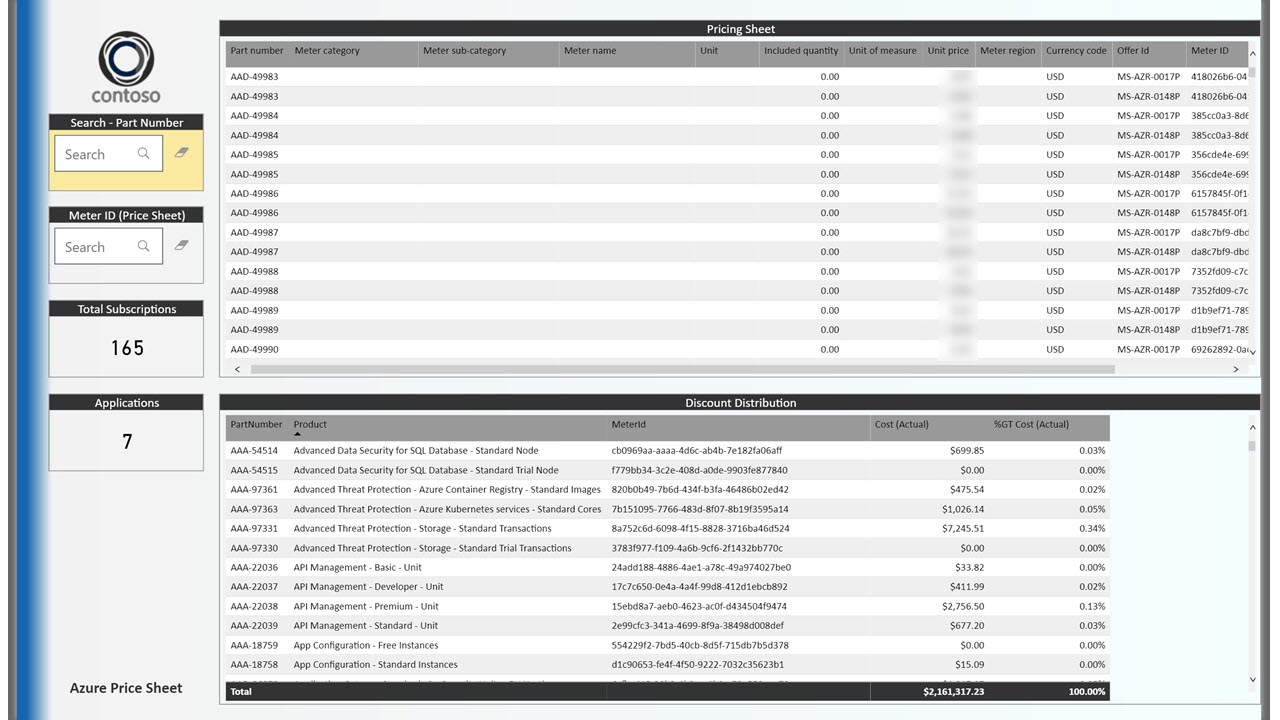 contoso
Search - Part Number
Search
Meter ID (Price Sheet)
Search
Total Subscriptions
165
Applications
7
Azure Price Sheet
Pricing Sheet
Part number Meter category Meter sub-category Meter name Unit Included quantity Unit of measure Unit price Meter region Currency code Offer Id Meter ID
AAD-49983 0.00 USD MS-AZR-0017P 418026b6-04
AAD-49983 0.00 USD MS-AZR-0148P 418026b6-04
AAD-49984 0.00 USD MS-AZR-0017P 385cc0a3-8d6
AAD-49984 0.00 USD MS-AZR-0148P 385cc0a3-8d6
AAD-49985 0.00 USD MS-AZR-0017P 356cde4e-699
AAD-49985 0.00 USD MS-AZR-0148P 356cde4e-699
AAD-49986 0.00 USD MS-AZR-0017P 6157845f-0f1
AAD-49986 0.00 USD MS-AZR-0148P 6157845f-0f1
AAD-49987 0.00 USD MS-AZR-0017P da8c7bf9-dbd
AAD-49987 0.00 USD MS-AZR-0148P da8c7bf9-dbd
AAD-49988 0.00 USD MS-AZR-0017P 7352fd09-c7c
AAD-49988 0.00 USD MS-AZR-0148P 7352fd09-c7c
AAD-49989 0.00 USD MS-AZR-0017P d1b9ef71-789
AAD-49989 0.00 USD MS-AZR-0148P d1b9ef71-789
AAD-49990 0.00 USD MS-AZR-0017P 69262892-0a
Discount Distribution
PartNumber Product MeterId Cost (Actual) %GT Cost (Actual)
AAA-54514 Advanced Data Security for SQL Database - Standard Node cb0969aa-aaaa-4d6c-ab4b-7e182fa06aff $699.85 0.03%
AAA-54515 Advanced Data Security for SQL Database - Standard Trial Node f779bb34-3c2e-408d-a0de-9903fe877840 $0.00 0.00%
AAA-97361 Advanced Threat Protection - Azure Container Registry - Standard Images 820b0b49-7b6d-434f-b3fa-46486b02ed42 $475.54 0.02%
AAA-97363 Advanced Threat Protection - Azure Kubernetes services - Standard Cores 7b151095-7766-483d-8f07-8b19f3595a14 $1,026.14 0.05%
AAA-97331 Advanced Threat Protection - Storage - Standard Transactions 8a752c6d-6098-4f15-8828-3716ba46d524 $7,245.51 0.34%
AAA-97330 Advanced Threat Protection - Storage - Standard Trial Transactions 3783f977-f109-4a6b-9cf6-2f1432bb770c $0.00 0.00%
AAA-22036 API Management - Basic - Unit 24add188-4886-4ae1-a78c-49a974027be0 $33.82 0.00%
AAA-22037 API Management - Developer - Unit 17c7c650-0e4a-4a4f-99d8-412d1ebcb892 $411.99 0.02%
AAA-22038 API Management - Premium - Unit 15ebd8a7-aeb0-4623-ac0f-d434504f9474 $2,756.50 0.13%
AAA-22039 API Management - Standard - Unit 2e99cfc3-341a-4699-8f9a-38498d008def $677.20 0.03%
AAA-18759 App Configuration - Free Instances 554229f2-7bd5-40cb-8d5f-715db7b5d378 $0.00 0.00%
AAA-18758 App Configuration - Standard Instances d1c90653-fe4f-4f50-9222-7032c35623b1 $15.09 0.00%
Total $2,161,317.23 100.00%